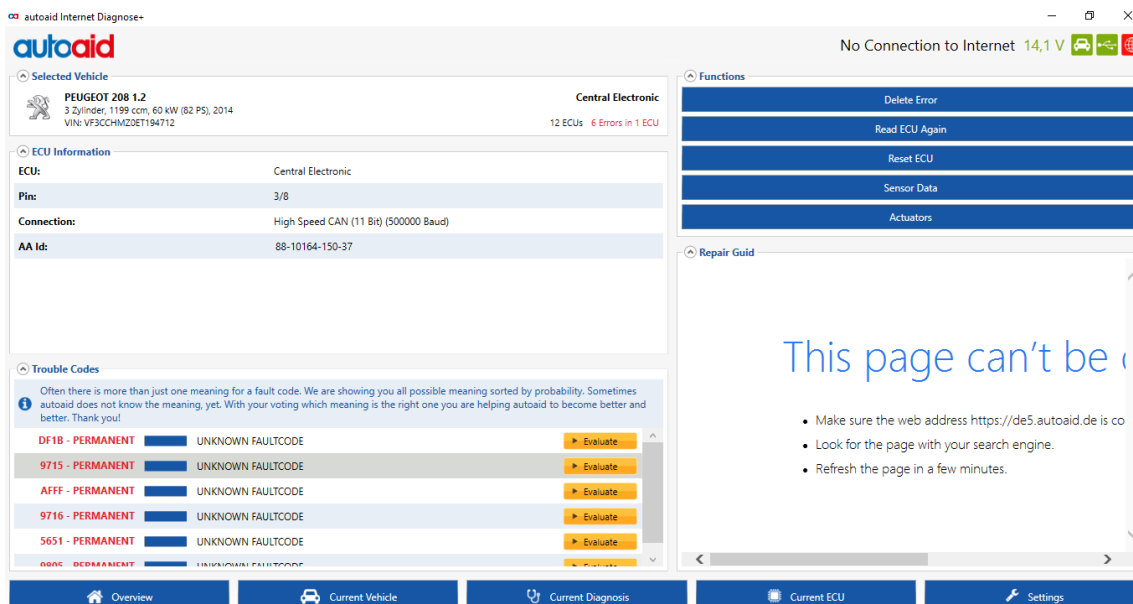 autoaid Internet Diagnose+
autoaid
No Connection to Internet 14,1 V
Selected Vehicle
PEUGEOT 208 1.2
3 Zylinder, 1199 ccm, 60 kW (82 PS), 2014
VIN: VF3CCHMZ0ET194712
Central Electronic
12 ECUs 6 Errors in 1 ECU
ECU Information
ECU: Central Electronic
Pin: 3/8
Connection: High Speed CAN (11 Bit) (500000 Baud)
AA Id: 88-10164-150-37
Trouble Codes
Often there is more than just one meaning for a fault code. We are showing you all possible meaning sorted by probability. Sometimes
autoaid does not know the meaning, yet. With your voting which meaning is the right one you are helping autoaid to become better and
better. Thank you!
DF1B - PERMANENT UNKNOWN FAULTCODE Evaluate
9715 - PERMANENT UNKNOWN FAULTCODE Evaluate
AFFF - PERMANENT UNKNOWN FAULTCODE Evaluate
9716 - PERMANENT UNKNOWN FAULTCODE Evaluate
5651 - PERMANENT UNKNOWN FAULTCODE Evaluate
9805 - PERMANENT UNKNOWN FAULTCODE Evaluate
Functions
Delete Error
Read ECU Again
Reset ECU
Sensor Data
Actuators
Repair Guid
This page can't be
Make sure the web address https://de5.autoaid.de is co
Look for the page with your search engine.
Refresh the page in a few minutes.
Overview
Current Vehicle
Current Diagnosis
Current ECU
Settings